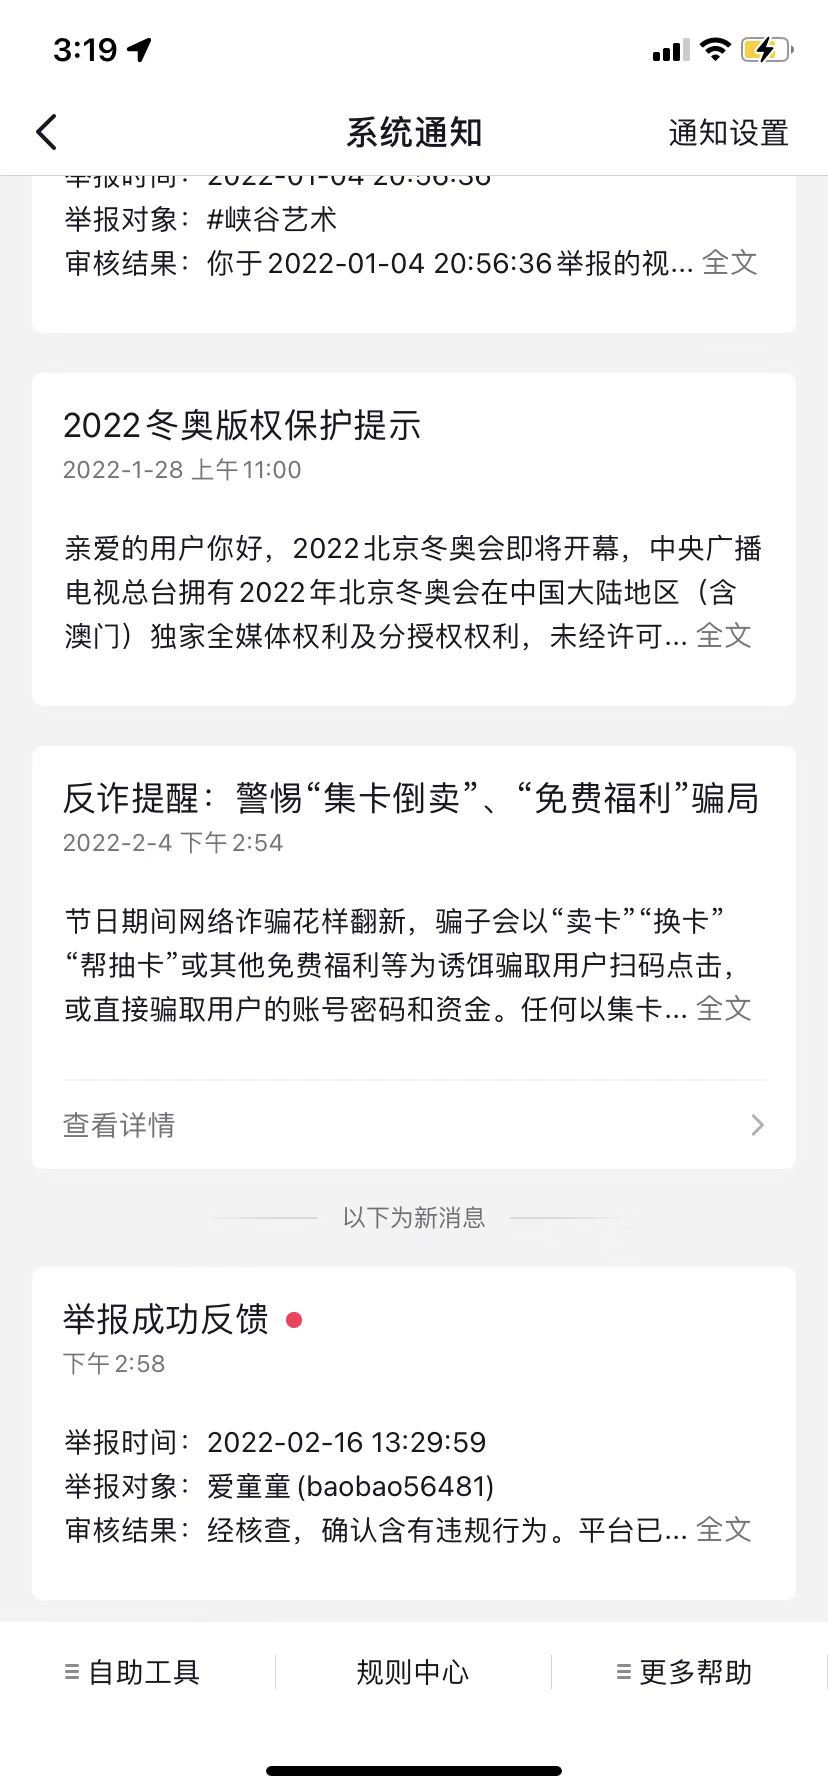 3:19
系统通知
通知设置
举报时间：2022-01-04 20:56:36
举报对象：#峡谷艺术
审核结果：你于2022-01-04 20:56:36举报的视... 全文
2022冬奥版权保护提示
2022-1-28 上午11:00
亲爱的用户你好，2022北京冬奥会即将开幕，中央广播
电视总台拥有2022年北京冬奥会在中国大陆地区（含
澳门）独家全媒体权利及分授权权利，未经许可... 全文
反诈提醒：警惕“集卡倒卖”、“免费福利”骗局
2022-2-4 下午2:54
节日期间网络诈骗花样翻新，骗子会以“卖卡”“换卡”
“帮抽卡”或其他免费福利等为诱饵骗取用户扫码点击，
或直接骗取用户的账号密码和资金。任何以集卡... 全文
查看详情
以下为新消息
举报成功反馈
下午2:58
举报时间：2022-02-16 13:29:59
举报对象：爱童童(baobao56481)
审核结果：经核查，确认含有违规行为。平台已... 全文
自助工具
规则中心
更多帮助